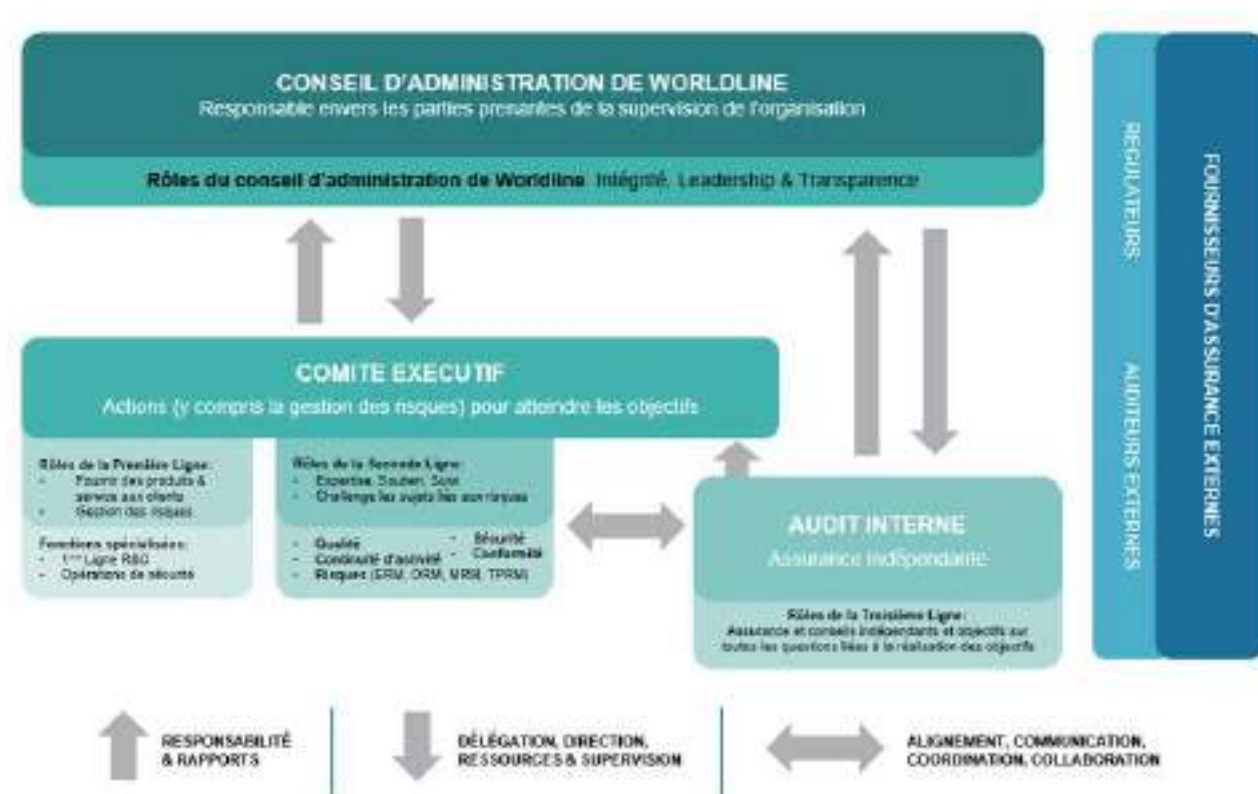 CONSEIL D'ADMINISTRATION DE WORLDLINE
Responsable envers les parties prenantes de la supervision de l'organisation
Rôles du conseil d'administration de Worldline Intégrité, Leadership & Transparence
COMITE EXECUTIF
Actions (y compris la gestion des risques) pour atteindre les objectifs
Rôles de la Première Ligne:
- Fournir des produits &
service aux clients
- Gestion des risques
Fonctions spécialisées:
- Ligne
- Opérations de sécurité
Rôles de la Seconde Ligne:
- Expertise, Soutien, Suivi
- Challenge les sujets liés aux risques
- Qualité
- Continuité d'activité
- Risques (ERM, ORM, MRM, TPRM)
- Sécurité
- Conformité
AUDIT INTERNE
Assurance Indépendante
Rôles de la Troisième Ligne:
Assurance et conseils indépendants et objectifs sur
toutes les questions liées à la réalisation des objectifs
REGULATEURS
AUDITEURS EXTERNES
FOURNISSEURS D'ASSURANCE EXTERNES
RESPONSABILITÉ
& RAPPORTS
DÉLÉGATION, DIRECTION,
RESSOURCES & SUPERVISION
ALIGNEMENT, COMMUNICATION,
COORDINATION, COLLABORATION